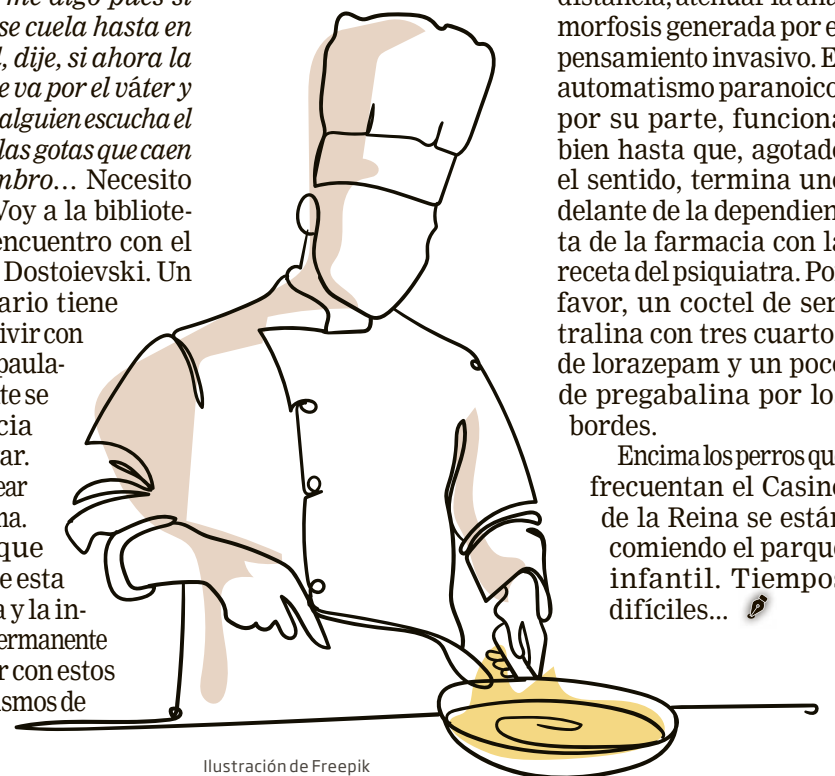 me algo pues si
se cuela hasta en
l, dije, si ahora la
e va por el váter y
alguien escucha el
las gotas que caen
mbro… Necesito
Voy a la bibliote-
encuentro con el
Dostoievski. Un
ario tiene
ivir con
paula-
te se
cia
ar.
ear
na.
que
e esta
a y la in-
ermanente
r con estos
ismos de
distancia, atenuar la ana
morfosis generada por e
pensamiento invasivo. E
automatismo paranoico
por su parte, funciona
bien hasta que, agotado
el sentido, termina uno
delante de la dependien
ta de la farmacia con la
receta del psiquiatra. Po
favor, un coctel de ser
tralina con tres cuarto
de lorazepam y un poco
de pregabalina por lo
bordes.
Encima los perros qu
frecuentan el Casino
de la Reina se están
comiendo el parque
infantil. Tiempos
difíciles...
Ilustración de Freepik